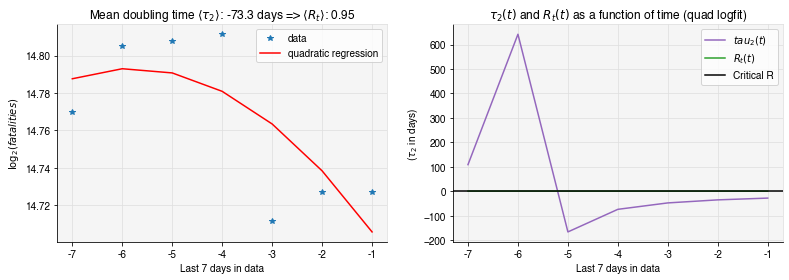 Mean doubling time ⟨τ₂⟩: -73.3 days => ⟨Rₜ⟩: 0.95
log₂(fatalities)
14.80
14.78
14.76
14.74
14.72
data
quadratic regression
-7 -6 -5 -4 -3 -2 -1
Last 7 days in data
τ₂(t) and Rₜ(t) as a function of time (quad logfit)
(τ₂ in days)
600
500
400
300
200
100
0
−100
−200
tau₂(t)
Rₜ(t)
Critical R
-7 -6 -5 -4 -3 -2 -1
Last 7 days in data